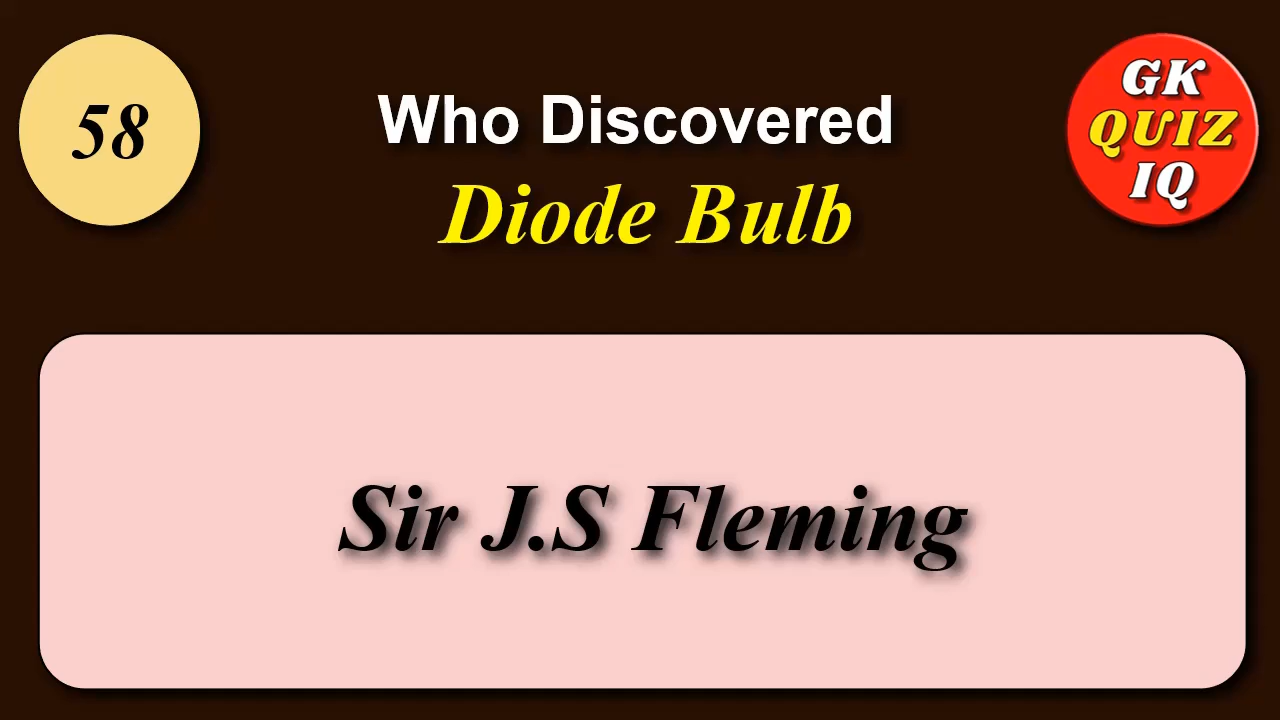 58
Who Discovered
Diode Bulb
GK
QUIZ
IQ
Sir J.S Fleming